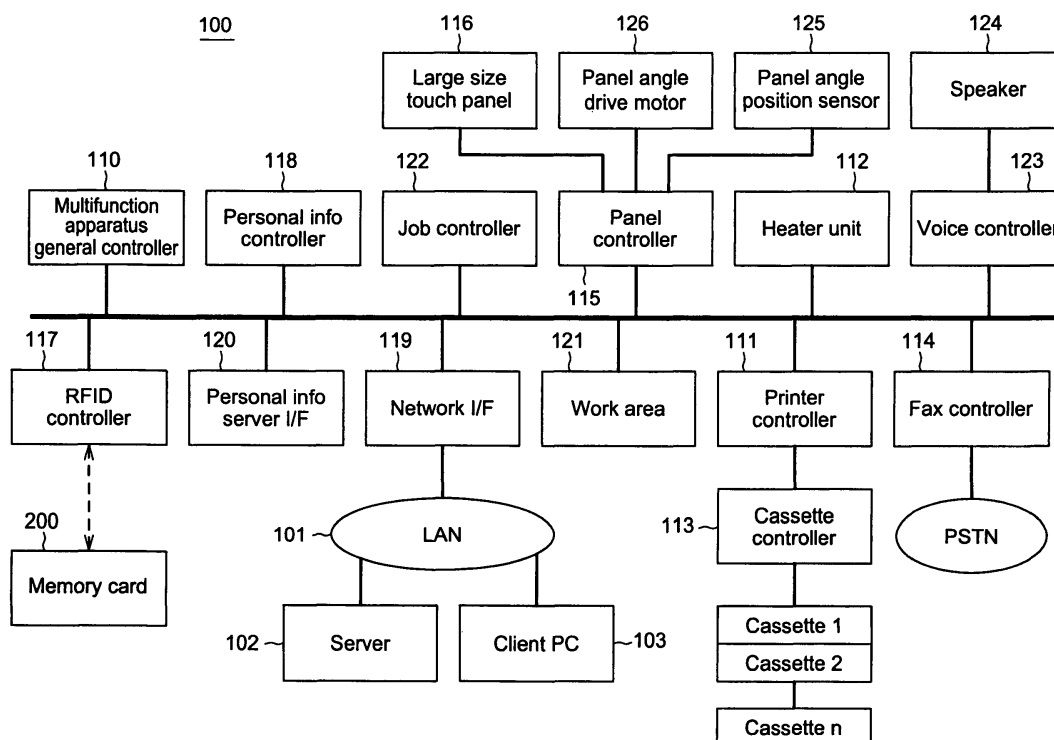 100
116
126
125
124
Large size
touch panel
Panel angle
drive motor
Panel angle
position sensor
Speaker
110
118
122
112
123
Multifunction
apparatus
general controller
Personal info
controller
Job controller
Panel
controller
Heater unit
Voice controller
115
117
120
119
121
111
114
RFID
controller
Personal info
server I/F
Network I/F
Work area
Printer
controller
Fax controller
200
Memory card
101
LAN
113
Cassette
controller
PSTN
102
Server
Client PC
103
Cassette 1
Cassette 2
Cassette n